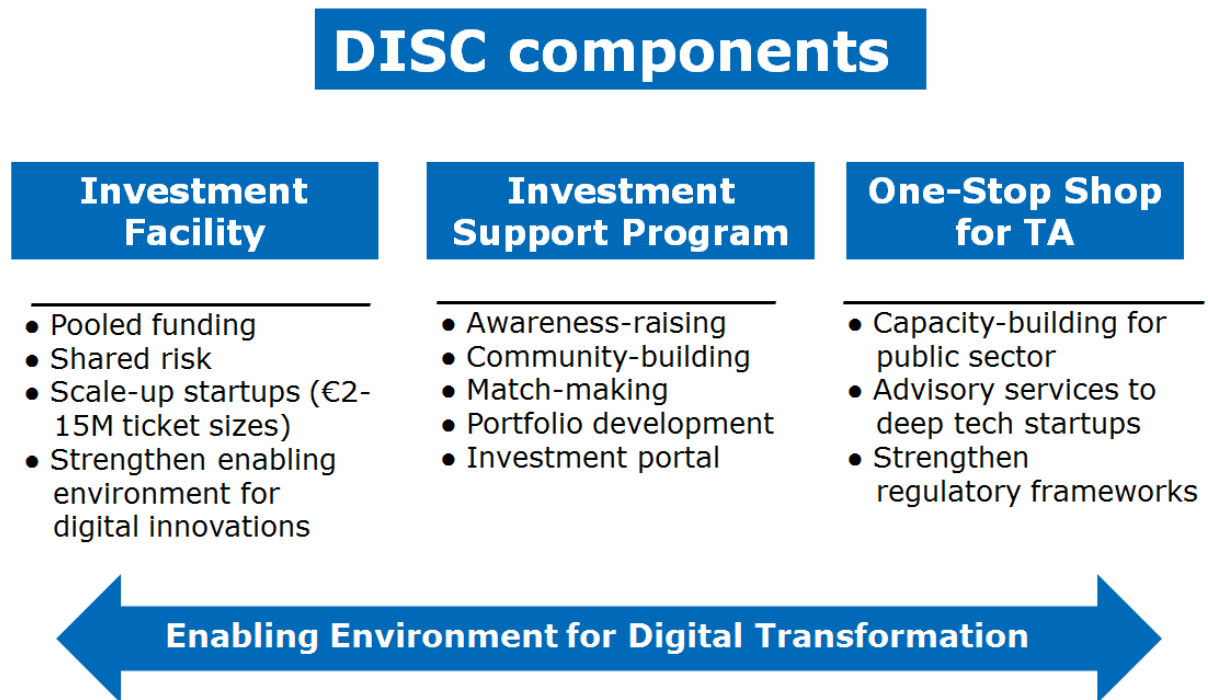 DISC components
Investment
Facility
● Pooled funding
● Shared risk
● Scale-up startups (€2-
15M ticket sizes)
● Strengthen enabling
environment for
digital innovations
Investment
Support Program
● Awareness-raising
● Community-building
● Match-making
● Portfolio development
● Investment portal
One-Stop Shop
for TA
● Capacity-building for
public sector
● Advisory services to
deep tech startups
● Strengthen
regulatory frameworks
Enabling Environment for Digital Transformation